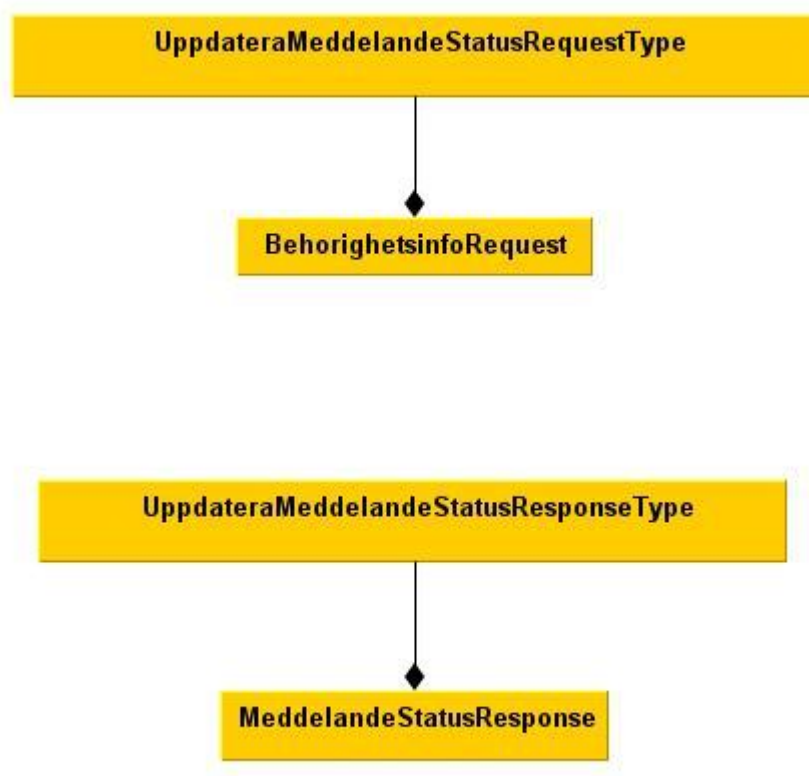 UppdateraMeddelandeStatusRequestType
BehorighetsinfoRequest
UppdateraMeddelandeStatusResponseType
MeddelandeStatusResponse